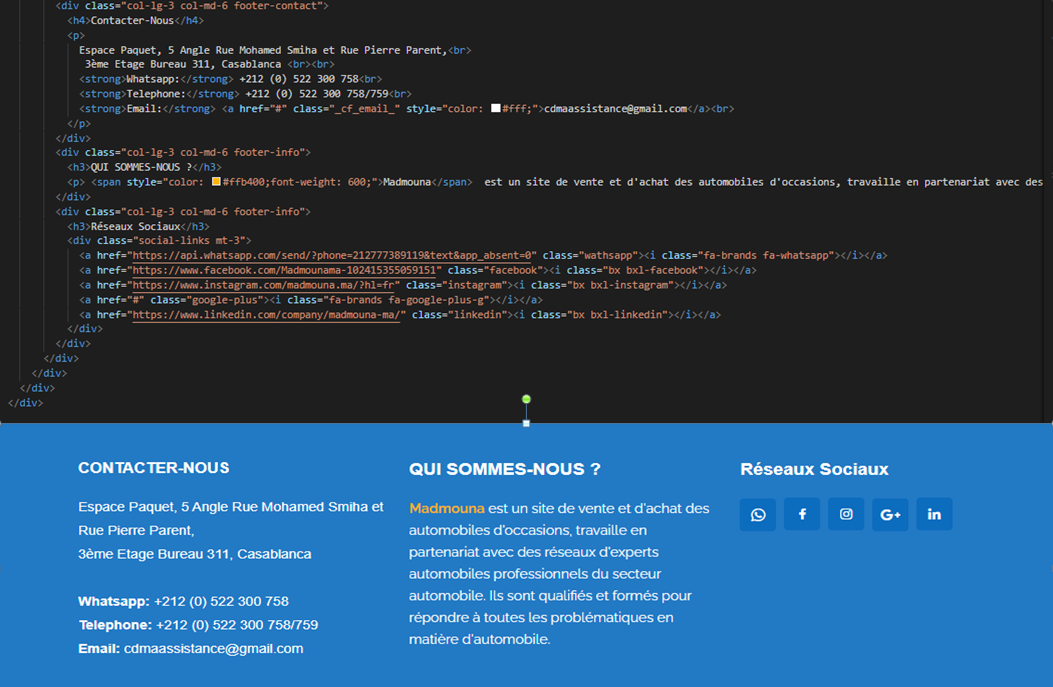 <div class="col-lg-3 col-md-6 footer-contact">
<h4>Contacter-Nous</h4>
<p>
Espace Paquet, 5 Angle Rue Mohamed Smiha et Rue Pierre Parent,<br>
3ème Etage Bureau 311, Casablanca <br><br>
<strong>Whatsapp:</strong> +212 (0) 522 300 758<br>
<strong>Telephone:</strong> +212 (0) 522 300 758/759<br>
<strong>Email:</strong> <a href="#" class="_cf_email_" style="color: #fff;">cdmaassistance@gmail.com</a><br>
</p>
</div>
<div class="col-lg-3 col-md-6 footer-info">
<h3>QUI SOMMES-NOUS ?</h3>
<p> <span style="color: #ffb400;font-weight: 600;">Madmouna</span> est un site de vente et d'achat des automobiles d'occasions, travaille en partenariat avec des
</div>
<div class="col-lg-3 col-md-6 footer-info">
<h3>Réseaux Sociaux</h3>
<div class="social-links mt-3">
<a href="https://api.whatsapp.com/send/?phone=212777389119&text&app_absent=0" class="wathsapp"><i class="fa-brands fa-whatsapp"></i></a>
<a href="https://www.facebook.com/Madmounama-102415355059151" class="facebook"><i class="bx bxl-facebook"></i></a>
<a href="https://www.instagram.com/madmouna.ma/?hl=fr" class="instagram"><i class="bx bxl-instagram"></i></a>
<a href="#" class="google-plus"><i class="fa-brands fa-google-plus-g"></i></a>
<a href="https://www.linkedin.com/company/madmouna-ma/" class="linkedin"><i class="bx bxl-linkedin"></i></a>
</div>
</div>
</div>
</div>
</div>
</div>
CONTACTER-NOUS
Espace Paquet, 5 Angle Rue Mohamed Smiha et
Rue Pierre Parent,
3ème Etage Bureau 311, Casablanca
Whatsapp: +212 (0) 522 300 758
Telephone: +212 (0) 522 300 758/759
Email: cdmaassistance@gmail.com
QUI SOMMES-NOUS ?
Madmouna est un site de vente et d'achat des
automobiles d'occasions, travaille en
partenariat avec des réseaux d'experts
automobiles professionnels du secteur
automobile. Ils sont qualifiés et formés pour
répondre à toutes les problématiques en
matière d'automobile.
Réseaux Sociaux
f
G+
in